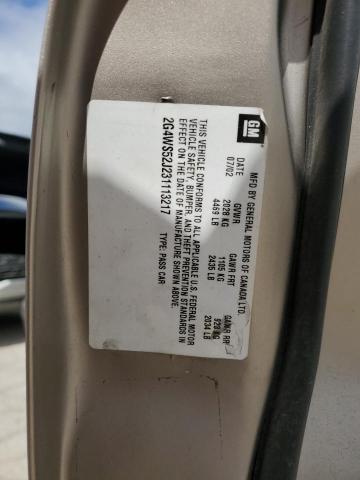 GM
MFD BY GENERAL MOTORS OF CANADA LTD.
DATE GVWR GAWR FRT GAWR RR
07/02 2028 KG 1105 KG 923 KG
4469 LB 2435 LB 2034 LB
THIS VEHICLE CONFORMS TO ALL APPLICABLE U.S. FEDERAL MOTOR
VEHICLE SAFETY, BUMPER, AND THEFT PREVENTION STANDARDS IN
EFFECT ON THE DATE OF MANUFACTURE SHOWN ABOVE.
2G4WS52J231113217 TYPE: PASS CAR